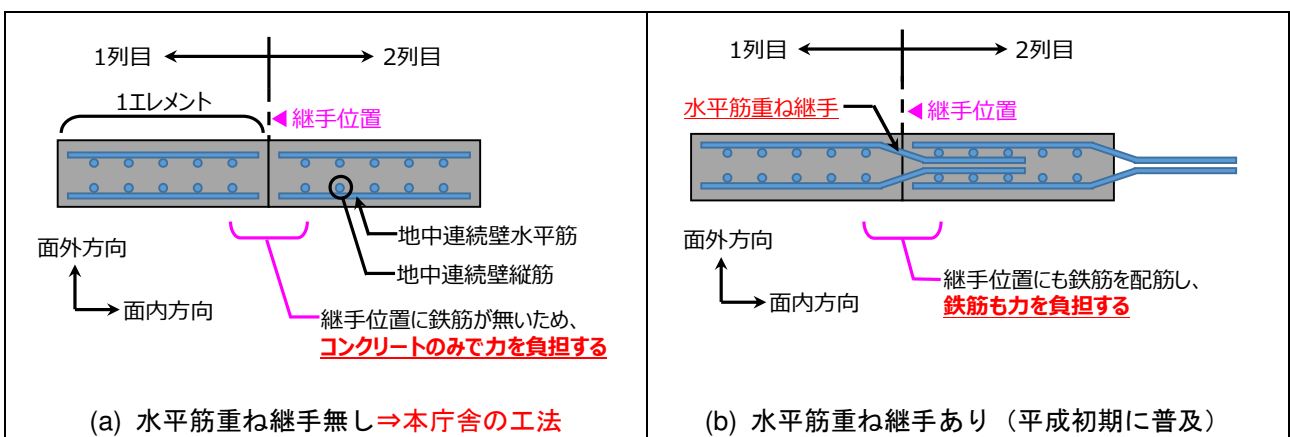 1列目
2列目
1エレメント
◀継手位置
地中連続壁水平筋
地中連続壁縦筋
面外方向
面内方向
継手位置に鉄筋が無いため、
コンクリートのみで力を負担する
(a) 水平筋重ね継手無し⇒本庁舎の工法
1列目
2列目
水平筋重ね継手
◀継手位置
面外方向
面内方向
継手位置にも鉄筋を配筋し、
鉄筋も力を負担する
(b) 水平筋重ね継手あり（平成初期に普及）